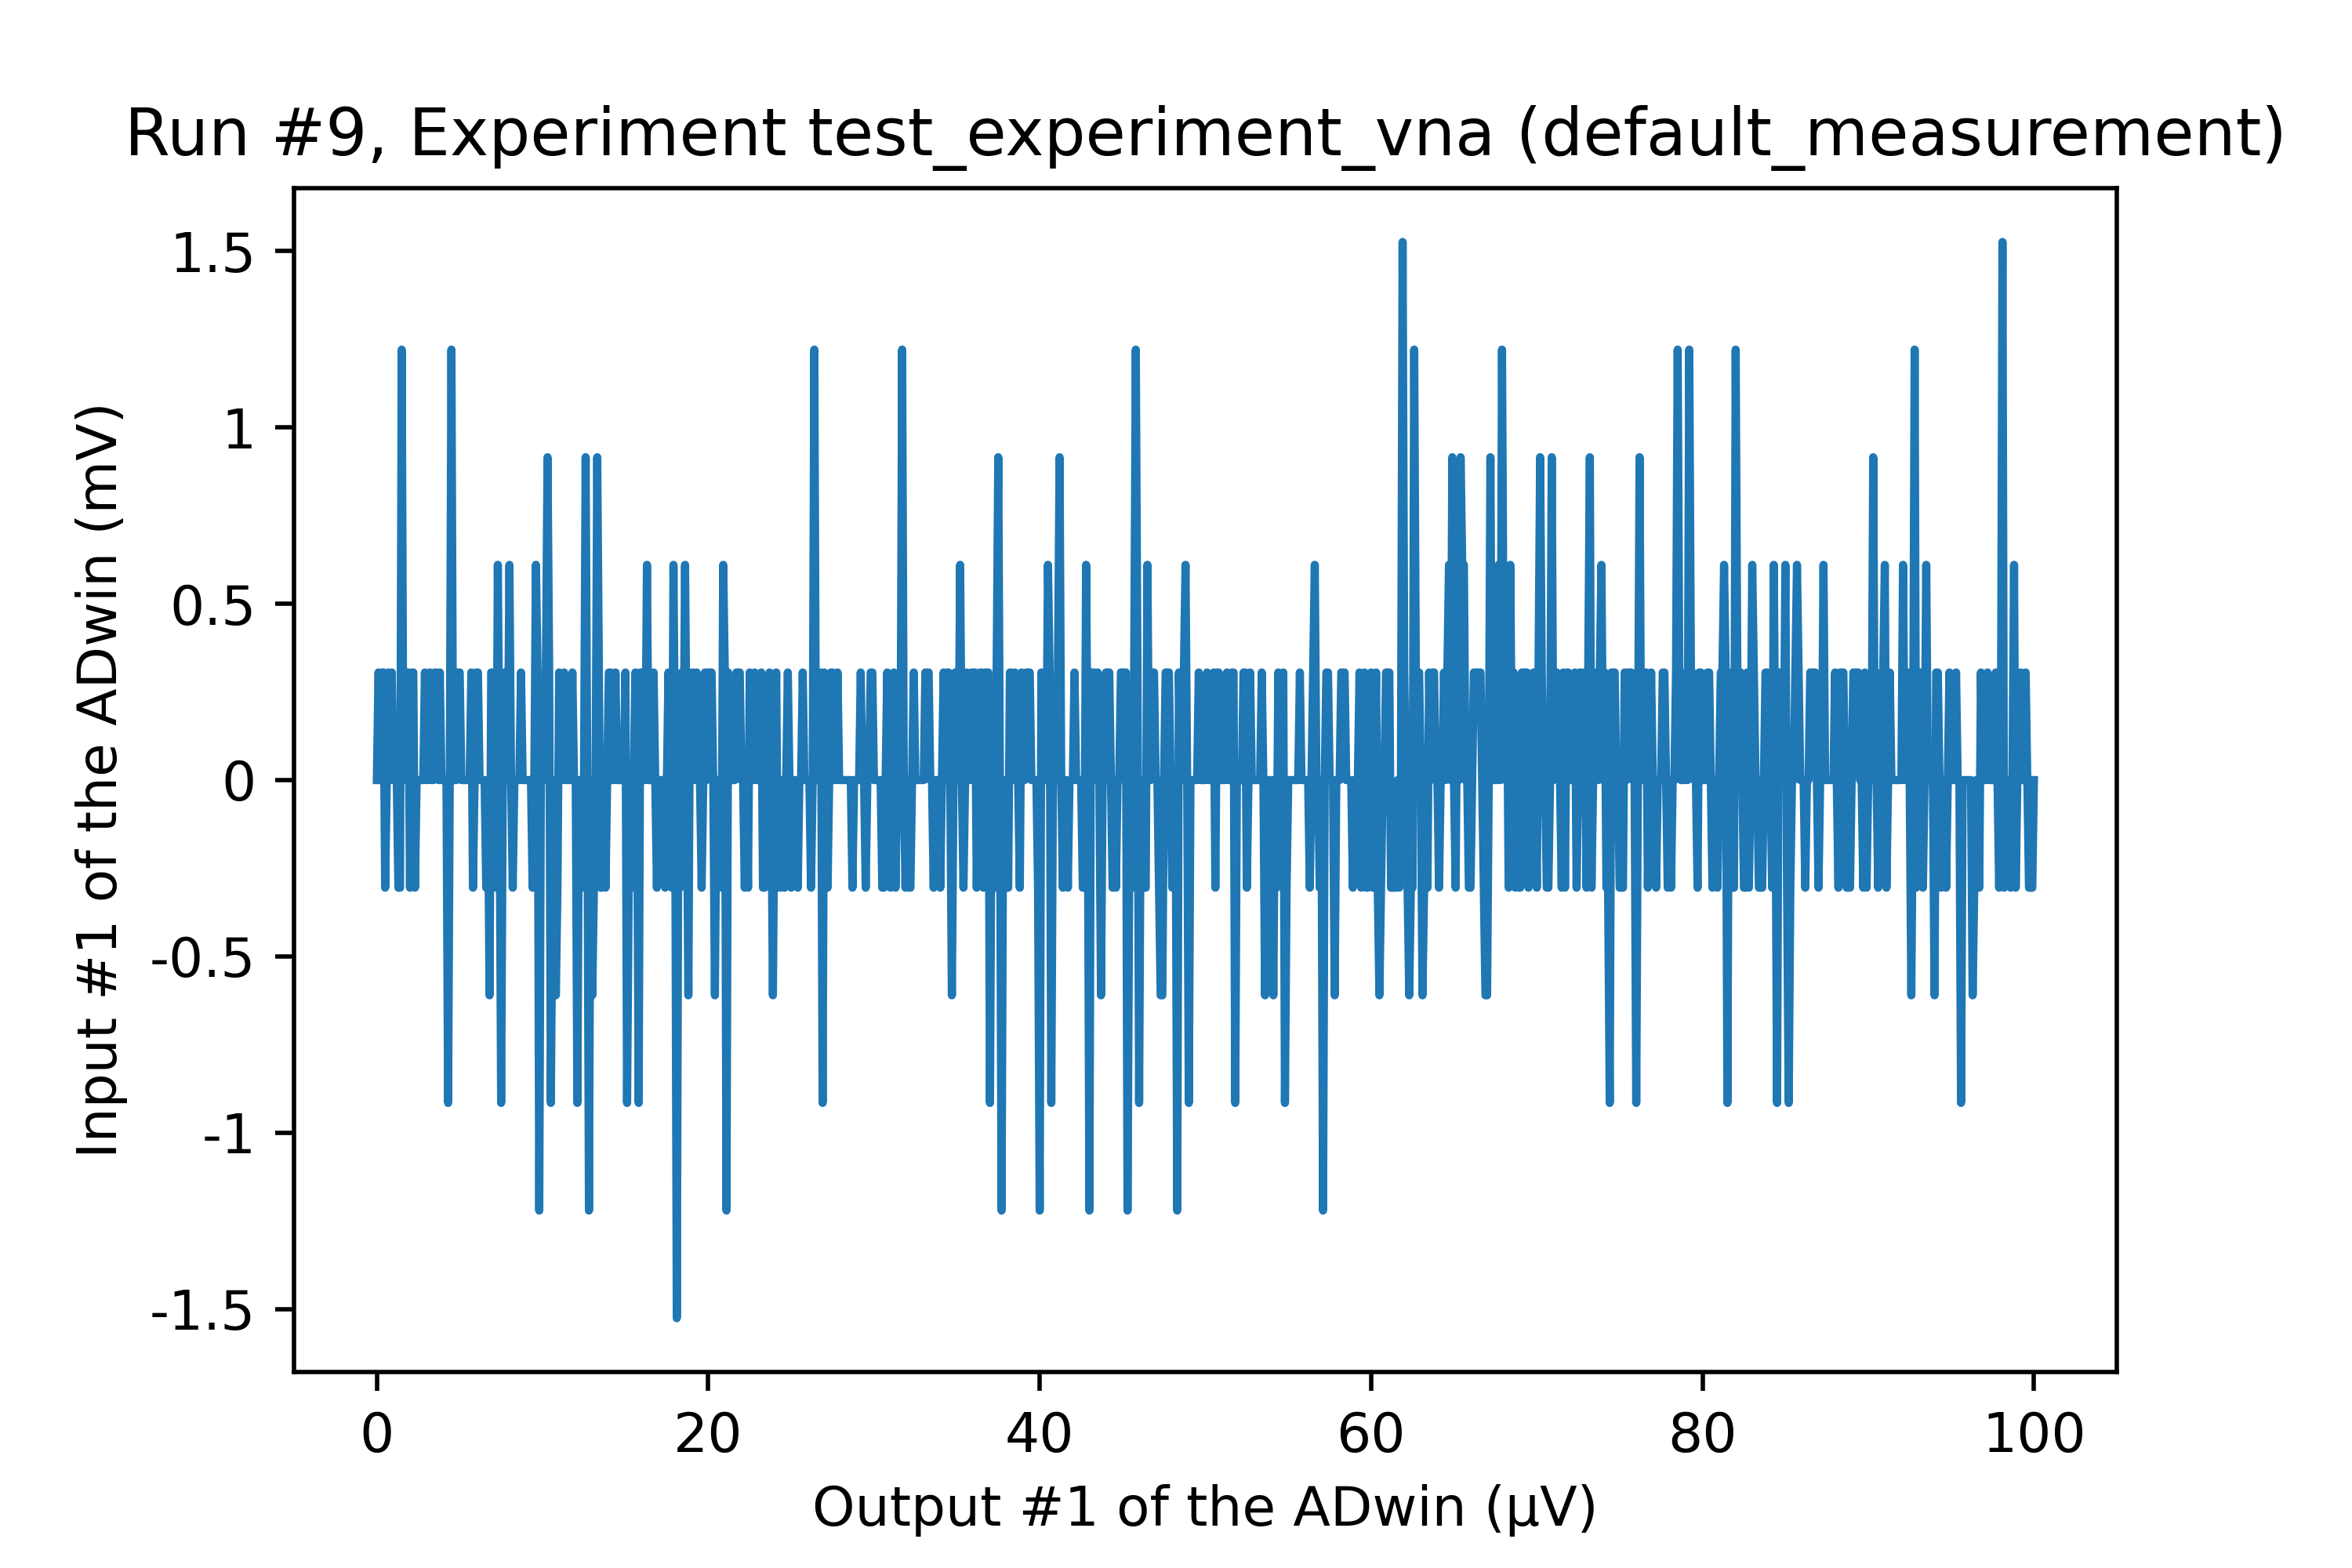 Run #9, Experiment test_experiment_vna (default_measurement)
Input #1 of the ADwin (mV)
1.5
1
0.5
0
-0.5
-1
-1.5
0 20 40 60 80 100
Output #1 of the ADwin (μV)